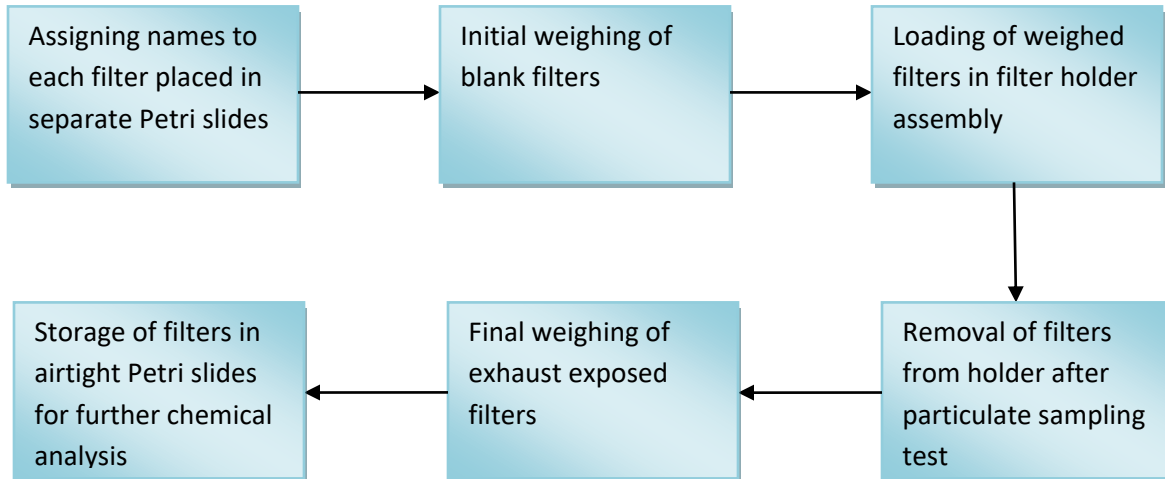 Assigning names to
each filter placed in
separate Petri slides
Initial weighing of
blank filters
Loading of weighed
filters in filter holder
assembly
Removal of filters
from holder after
particulate sampling
test
Final weighing of
exhaust exposed
filters
Storage of filters in
airtight Petri slides
for further chemical
analysis